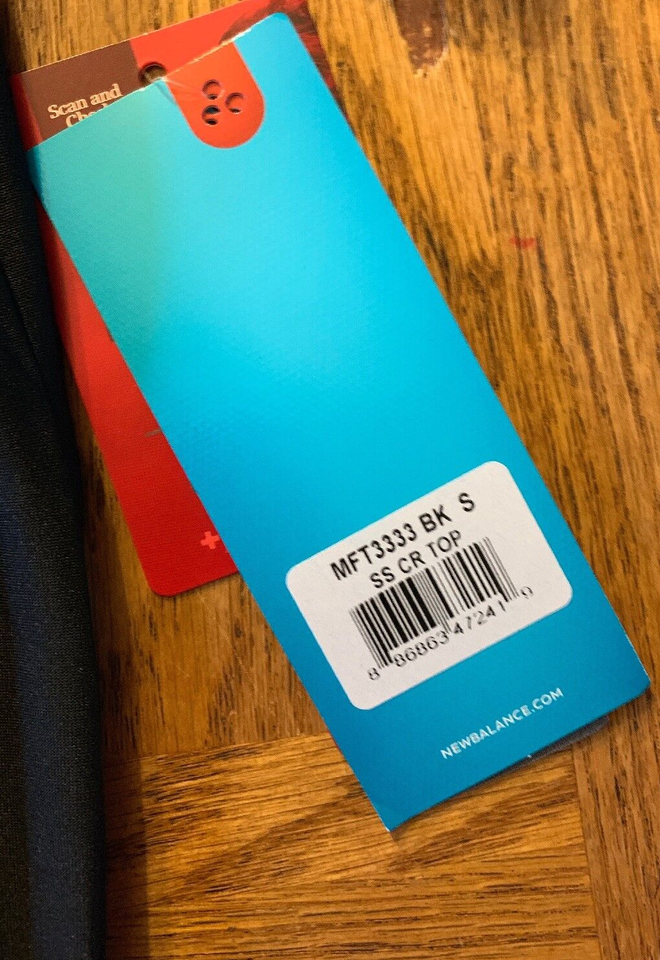 Scan and
MFT3333 BK S
SS CR TOP
8 86863 47241 9
NEWBALANCE.COM